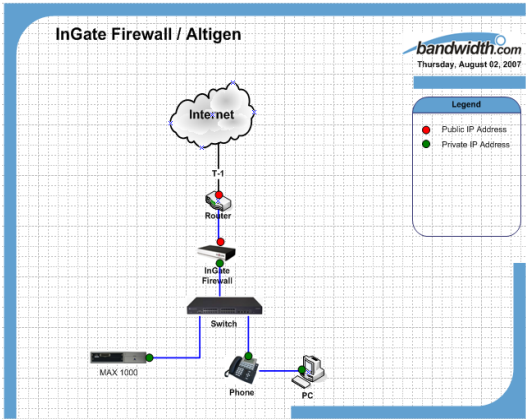 InGate Firewall / Altigen
bandwidth.com
Thursday, August 02, 2007
Legend
Public IP Address
Private IP Address
Internet
T-1
Router
InGate
Firewall
Switch
MAX 1000
Phone
PC